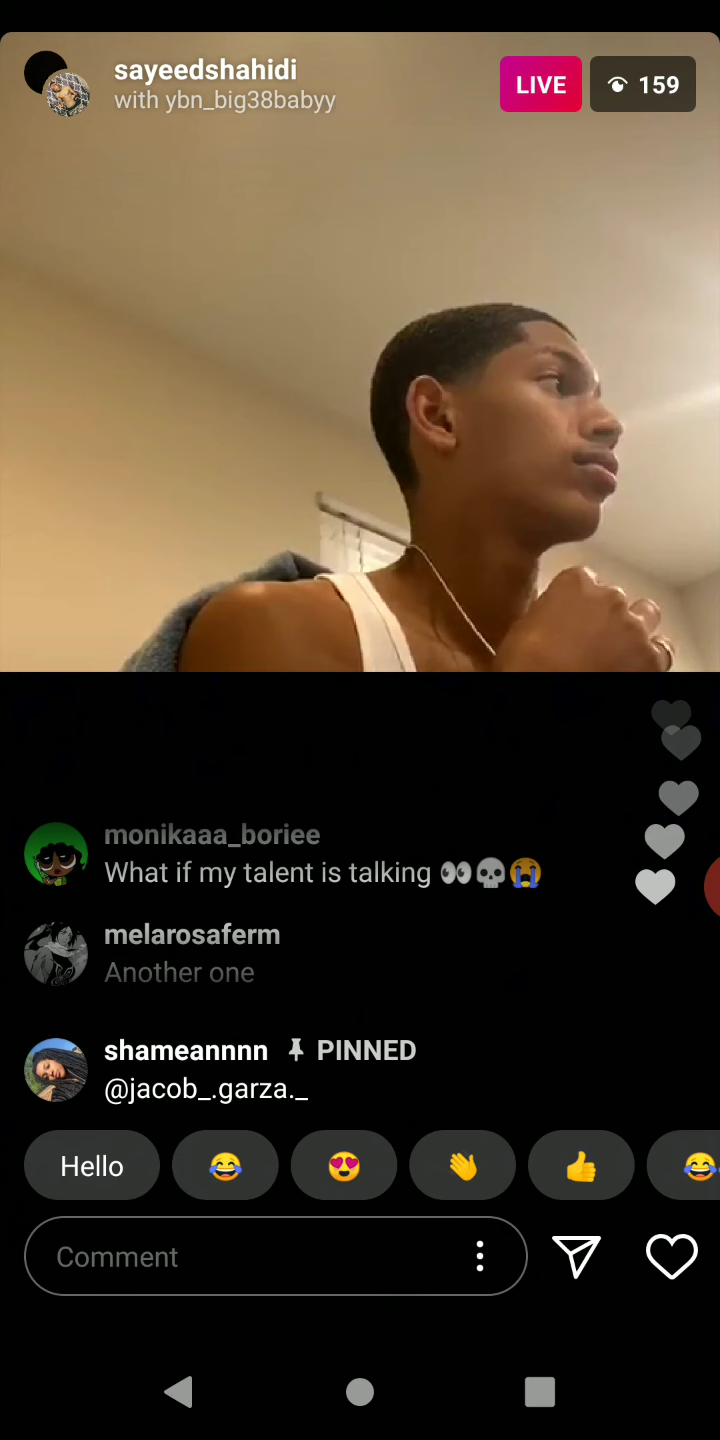 sayeedshahidi
with ybn_big38babyy
LIVE
159
monikaaa_boriee
What if my talent is talking 👀💀😭
melarosaferm
Another one
shameannnn PINNED
@jacob_.garza._
Hello 😂 😍 👋 👍 😂
Comment